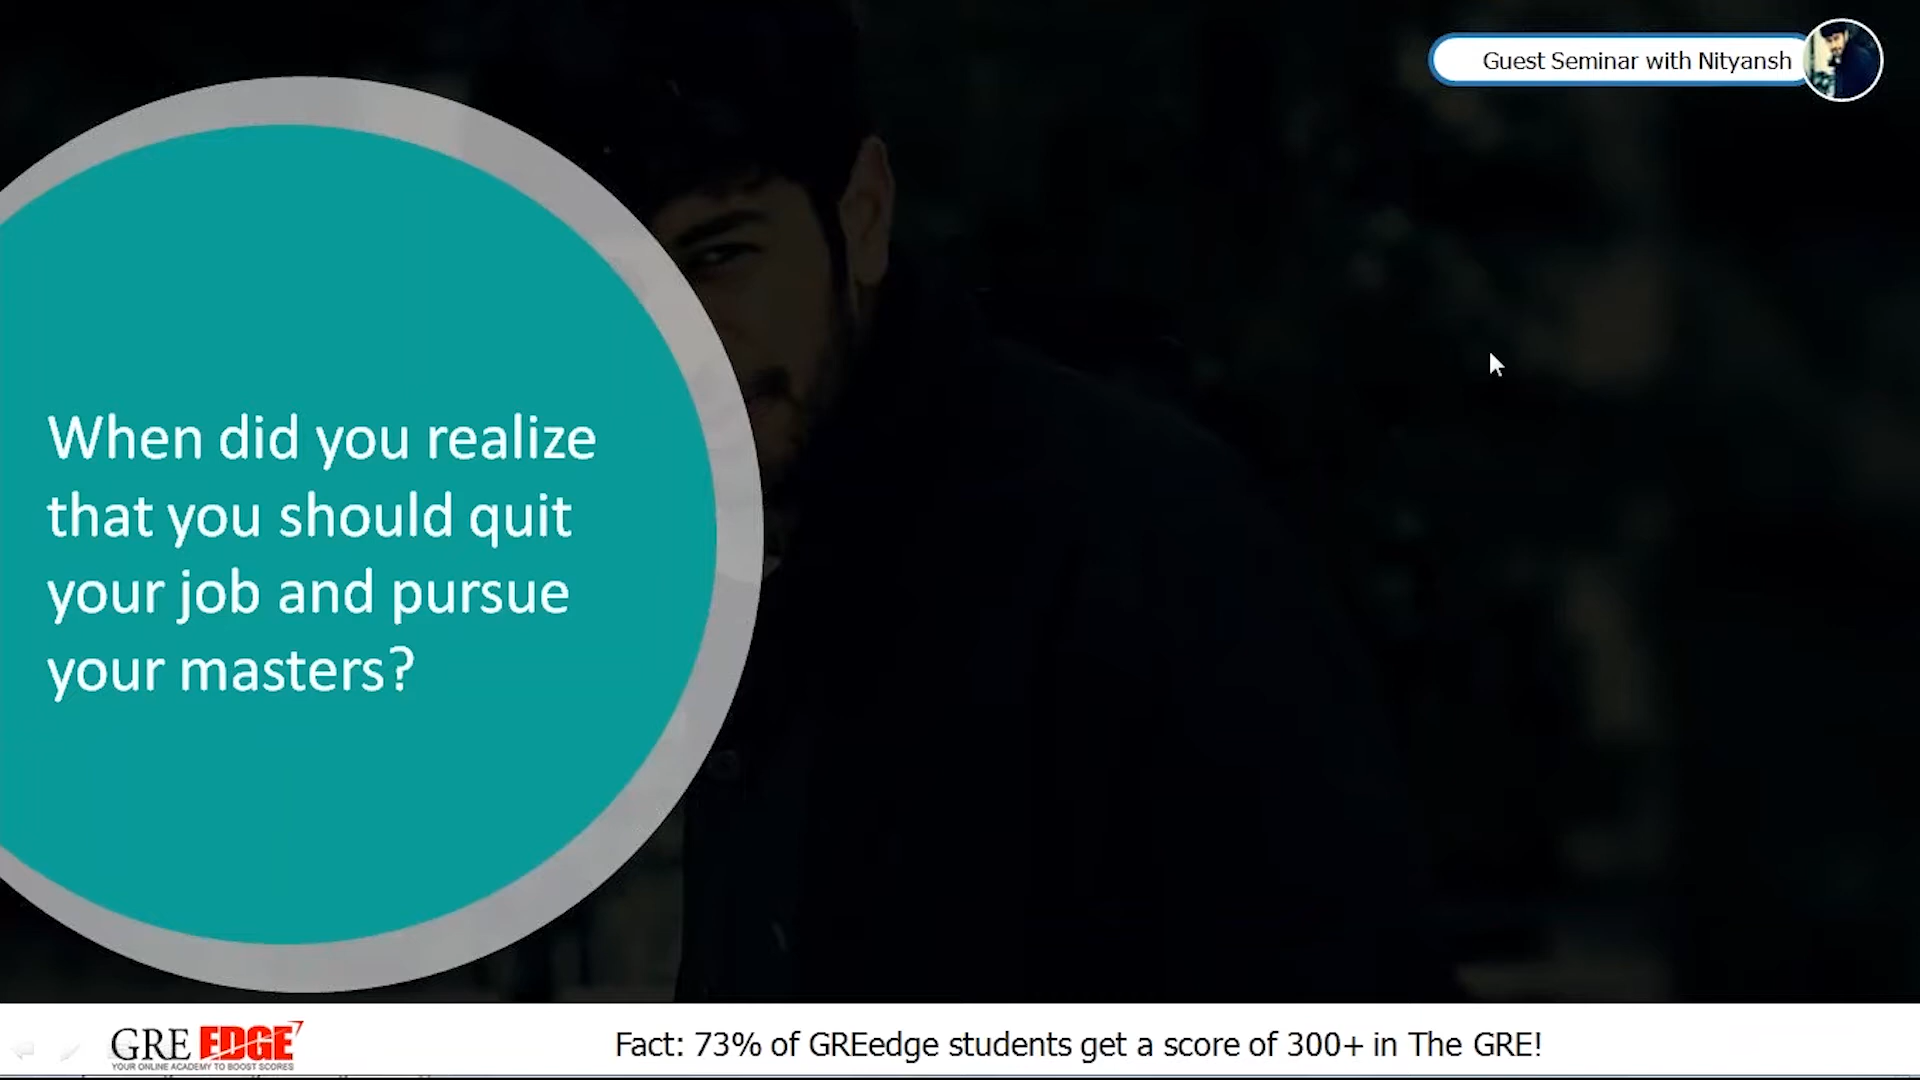 Guest Seminar with Nityansh
When did you realize
that you should quit
your job and pursue
your masters?
GRE EDGE
YOUR ONLINE ACADEMY TO BOOST SCORES
Fact: 73% of GREedge students get a score of 300+ in The GRE!